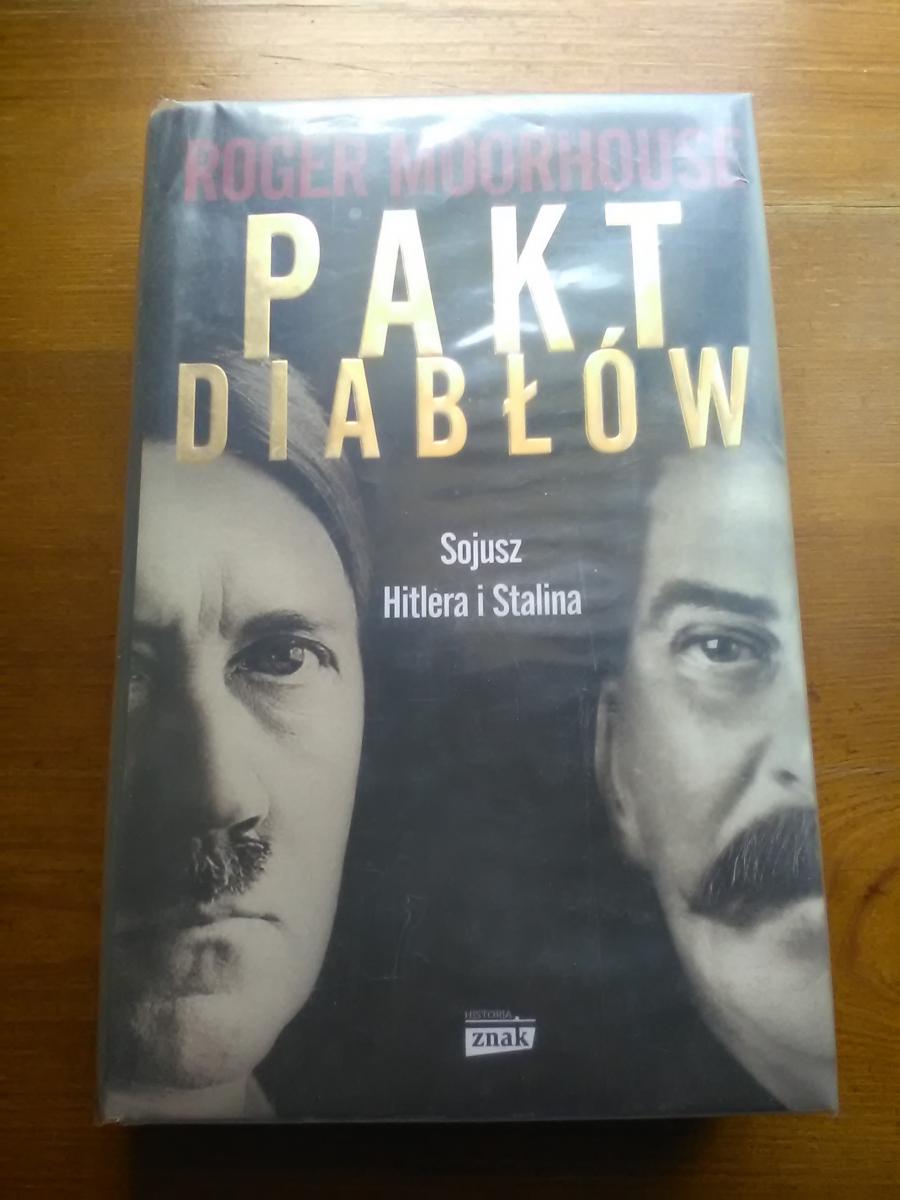 ROGER MOORHOUSE
PAKT
DIABŁÓW
Sojusz
Hitlera i Stalina
HISTORIA
znak